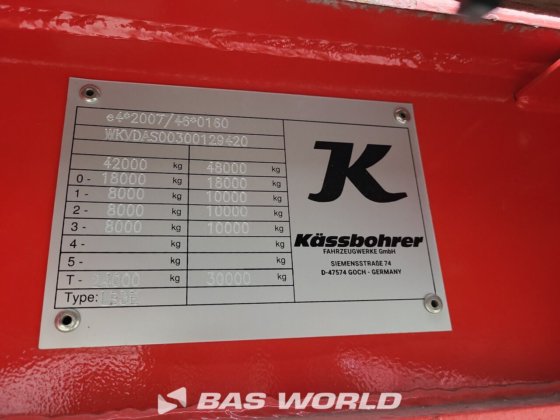 e4*2007/46*0160
WKVDAS00300129420
42000 kg 48000 kg
0 - 18000 kg 18000 kg
1 - 8000 kg 10000 kg
2 - 8000 kg 10000 kg
3 - 8000 kg 10000 kg
4 - kg
5 - kg
T - kg 30000 kg
Type:
K
Kässbohrer
FAHRZEUGWERKE GmbH
SIEMENSSTRAßE 74
D-47574 GOCH - GERMANY
BAS WORLD